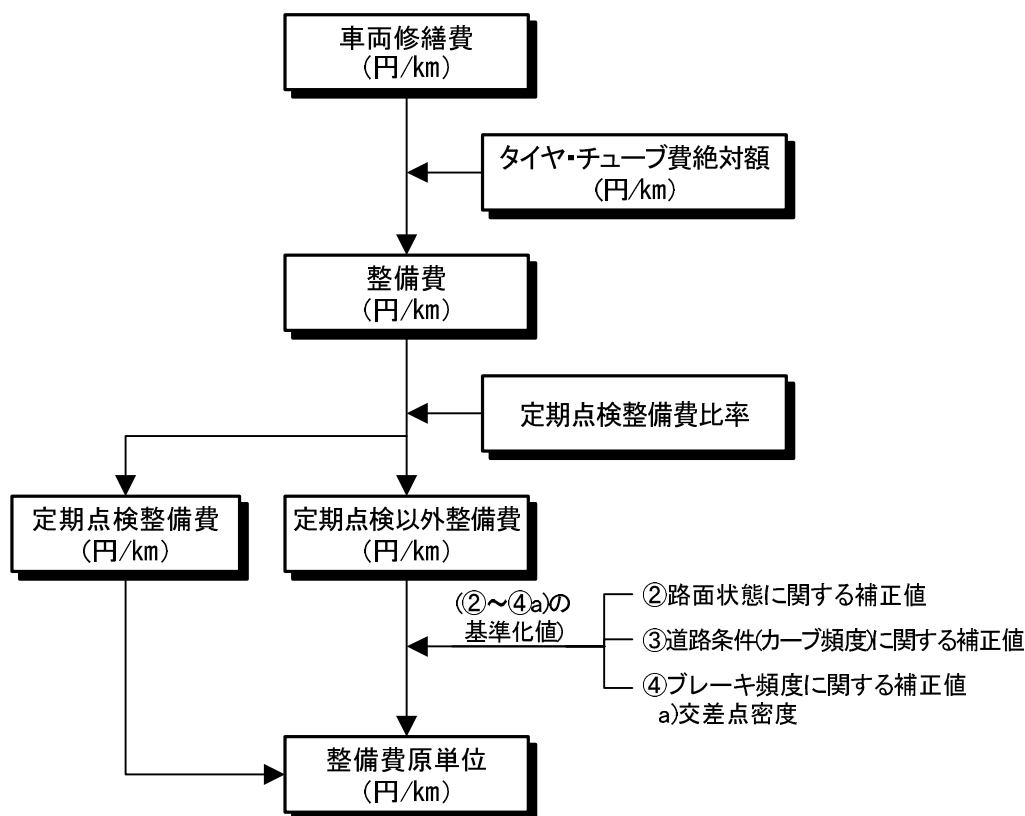 車両修繕費
(円/km)
タイヤ・チューブ費絶対額
(円/km)
整備費
(円/km)
定期点検整備費比率
定期点検整備費
(円/km)
定期点検以外整備費
(円/km)
(②～④a)の
基準化値)
②路面状態に関する補正値
③道路条件(カーブ頻度)に関する補正値
④ブレーキ頻度に関する補正値
a)交差点密度
整備費原単位
(円/km)